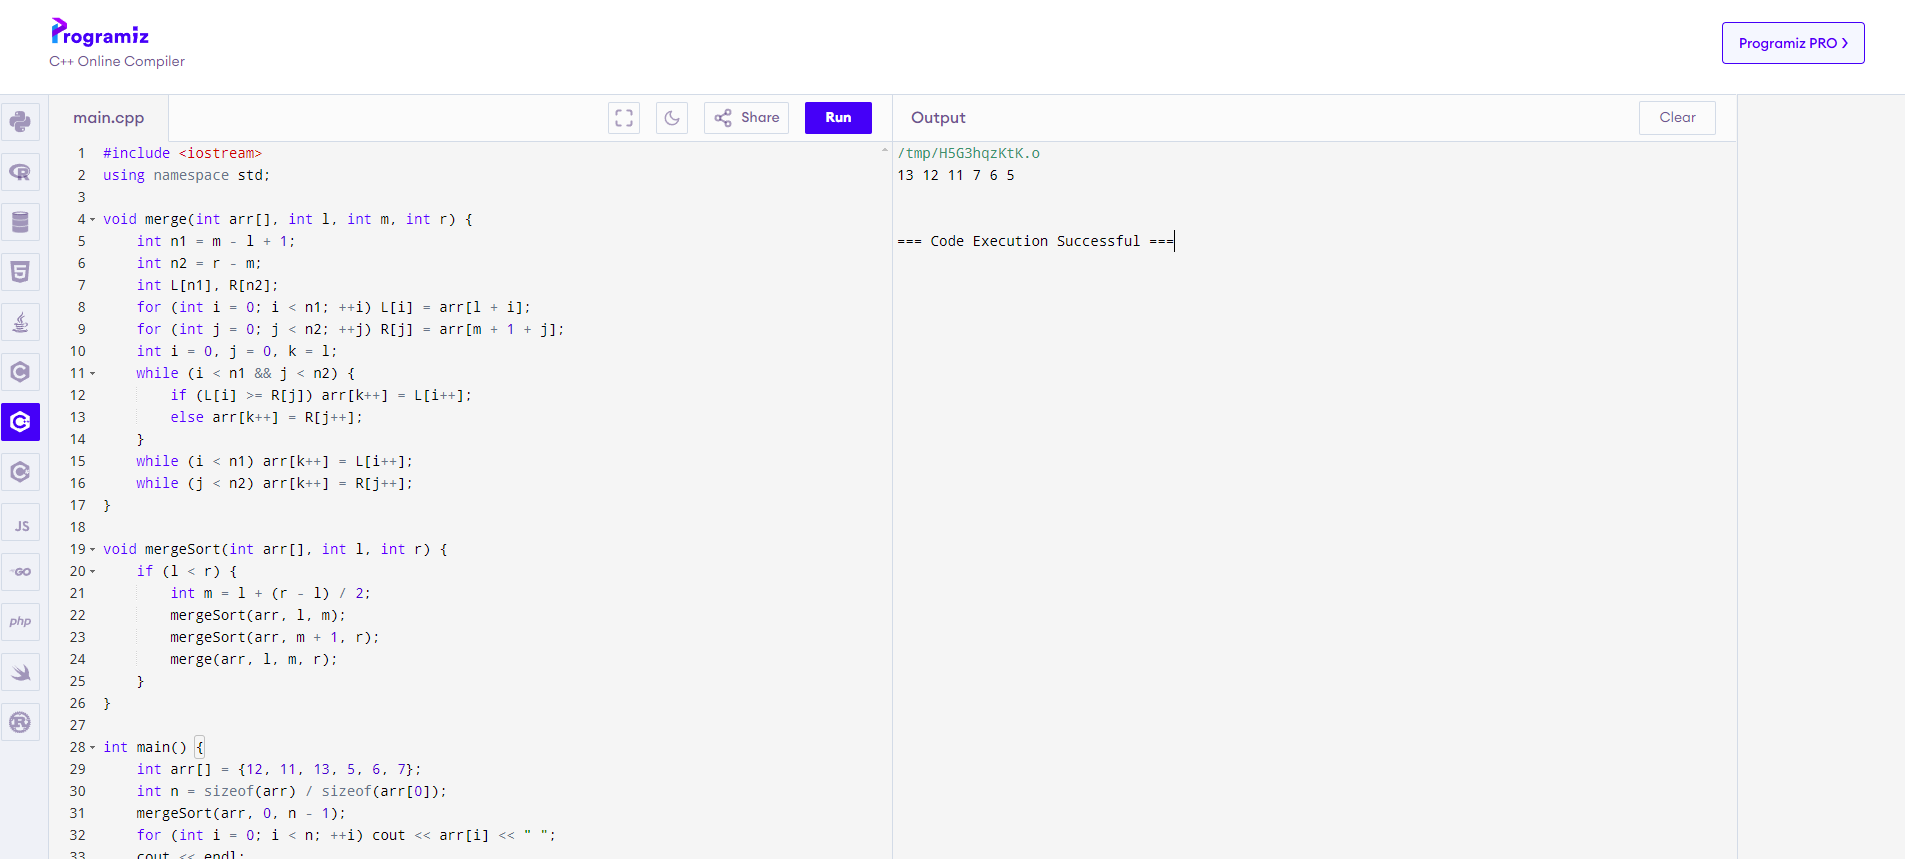 Programiz
C++ Online Compiler
Programiz PRO >
main.cpp
Share
Run
Output
Clear
1 #include <iostream>
2 using namespace std;
3
4 void merge(int arr[], int l, int m, int r) {
5     int n1 = m - l + 1;
6     int n2 = r - m;
7     int L[n1], R[n2];
8     for (int i = 0; i < n1; ++i) L[i] = arr[l + i];
9     for (int j = 0; j < n2; ++j) R[j] = arr[m + 1 + j];
10     int i = 0, j = 0, k = l;
11     while (i < n1 && j < n2) {
12         if (L[i] >= R[j]) arr[k++] = L[i++];
13         else arr[k++] = R[j++];
14     }
15     while (i < n1) arr[k++] = L[i++];
16     while (j < n2) arr[k++] = R[j++];
17 }
18
19 void mergeSort(int arr[], int l, int r) {
20     if (l < r) {
21         int m = l + (r - l) / 2;
22         mergeSort(arr, l, m);
23         mergeSort(arr, m + 1, r);
24         merge(arr, l, m, r);
25     }
26 }
27
28 int main() {
29     int arr[] = {12, 11, 13, 5, 6, 7};
30     int n = sizeof(arr) / sizeof(arr[0]);
31     mergeSort(arr, 0, n - 1);
32     for (int i = 0; i < n; ++i) cout << arr[i] << " ";
33     cout << endl;
/tmp/H5G3hqzKtK.o
13 12 11 7 6 5
=== Code Execution Successful ===
R
5
C
C
C
JS
GO
php
R